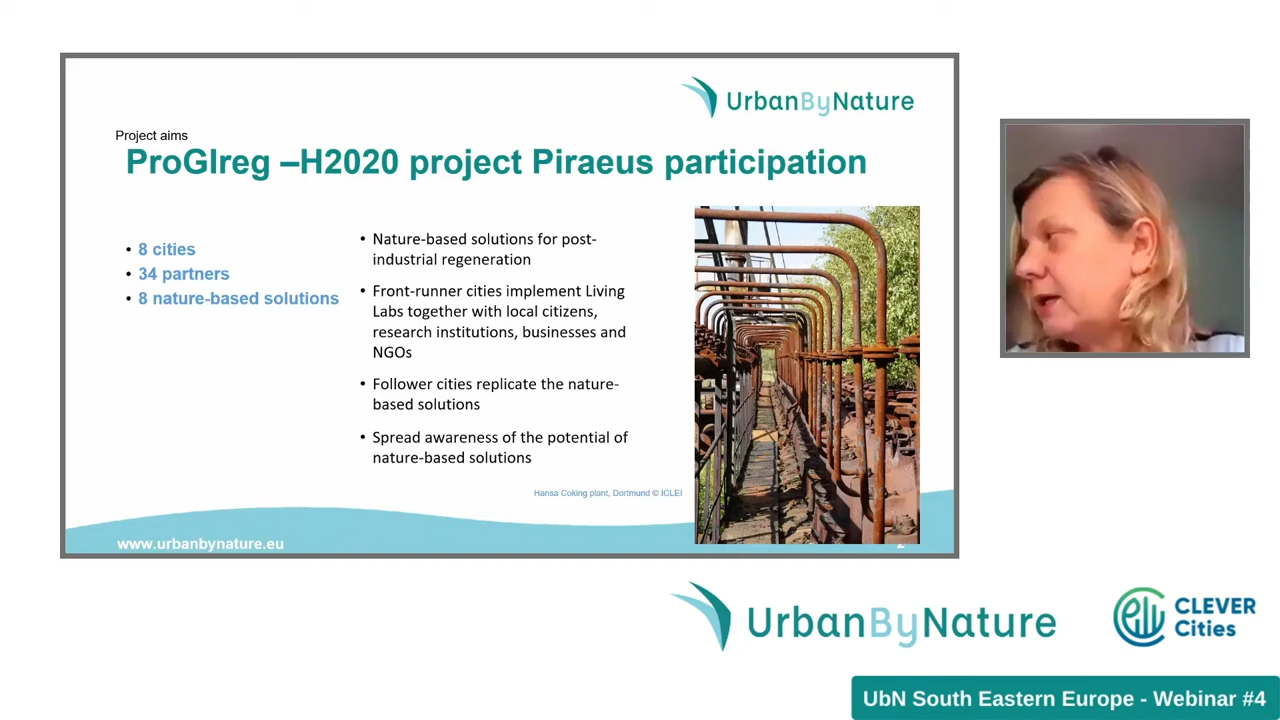 UrbanByNature
Project aims
ProGIreg –H2020 project Piraeus participation
• 8 cities
• 34 partners
• 8 nature-based solutions
• Nature-based solutions for post-
industrial regeneration
• Front-runner cities implement Living
Labs together with local citizens,
research institutions, businesses and
NGOs
• Follower cities replicate the nature-
based solutions
• Spread awareness of the potential of
nature-based solutions
Hansa Coking plant, Dortmund © ICLEI
www.urbanbynature.eu
2
UrbanByNature
CLEVER
Cities
UbN South Eastern Europe - Webinar #4